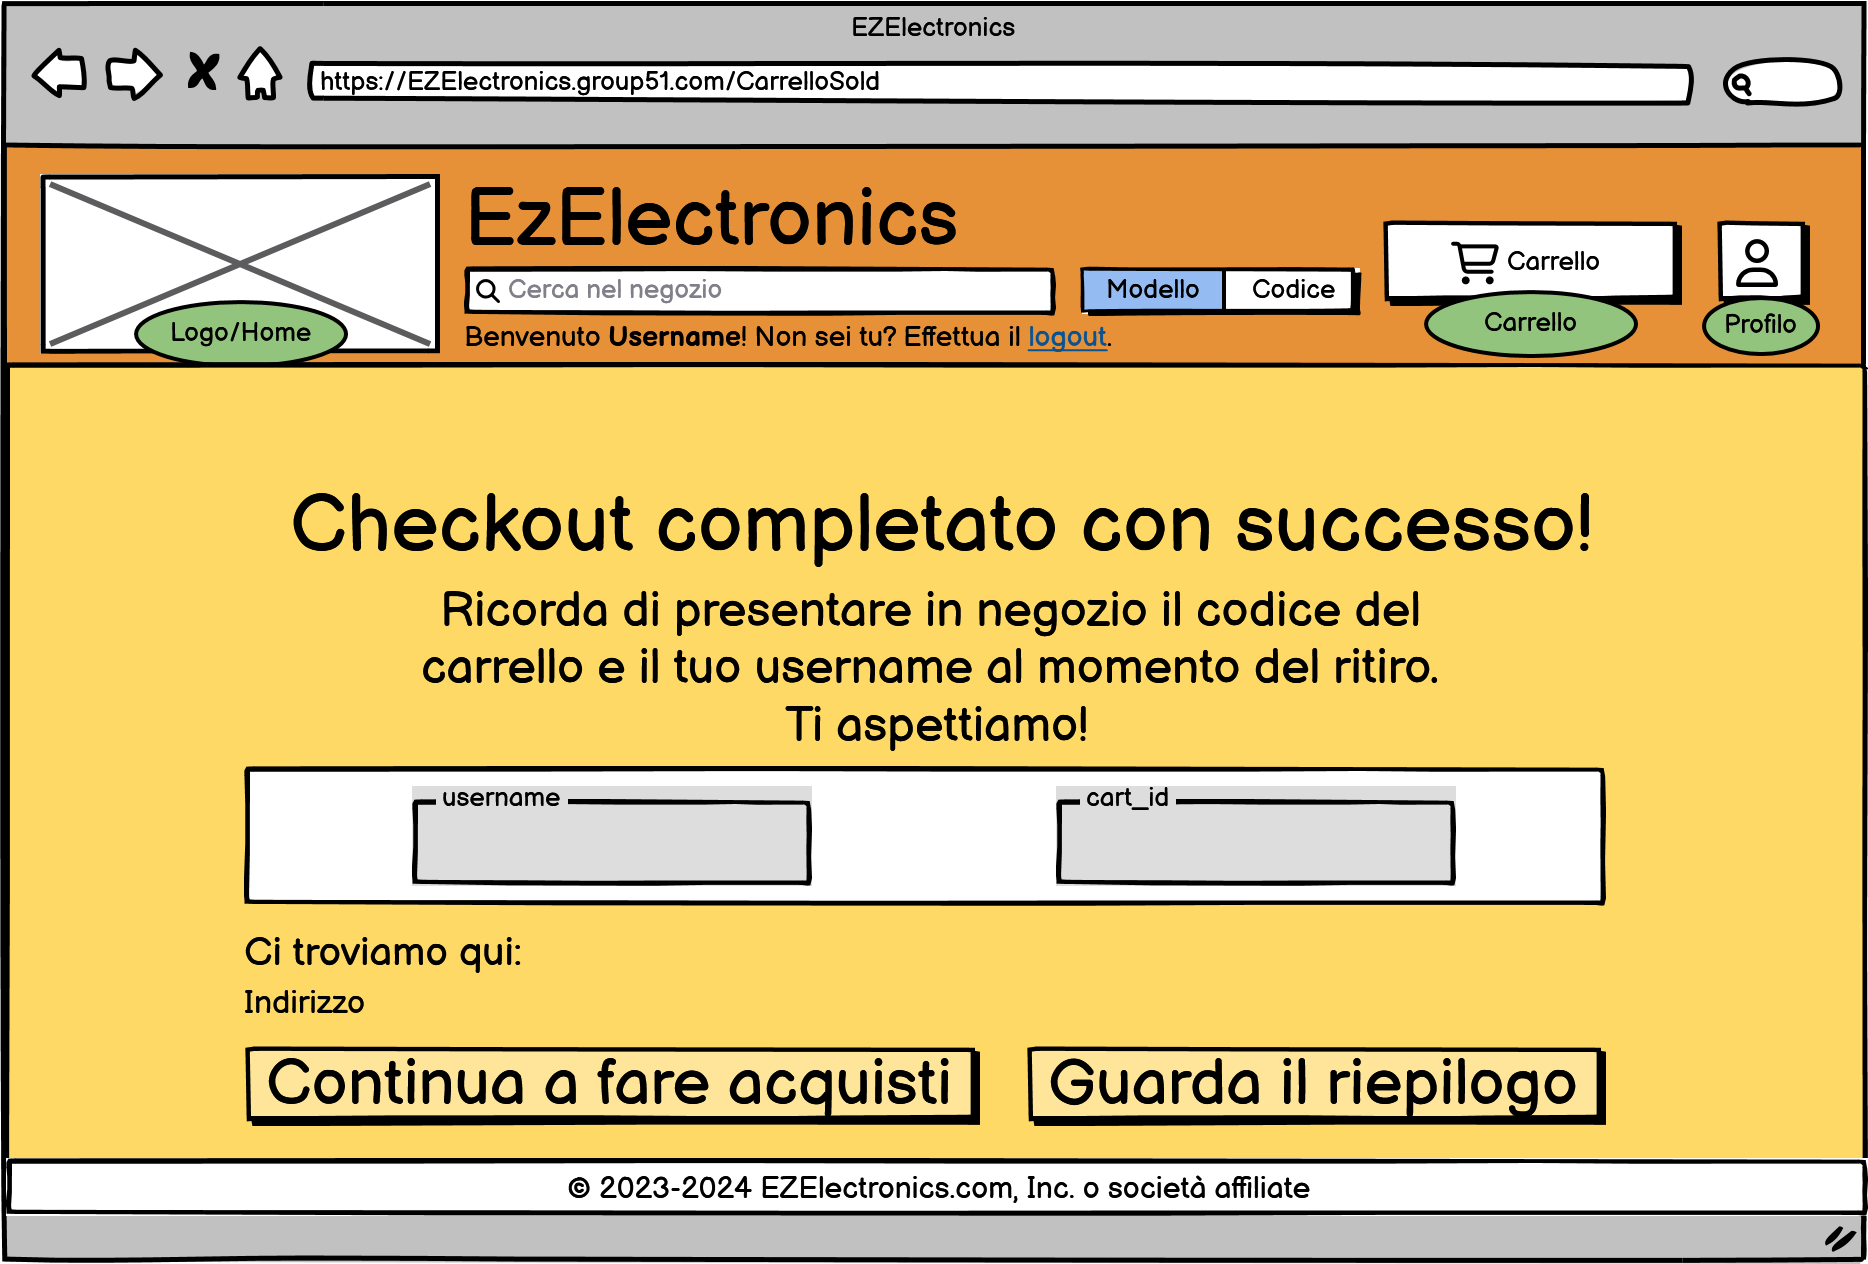 EZElectronics
https://EZElectronics.group51.com/CarrelloSold
EzElectronics
Cerca nel negozio
Modello Codice
Carrello
Logo/Home
Benvenuto Username! Non sei tu? Effettua il logout.
Carrello
Profilo
Checkout completato con successo!
Ricorda di presentare in negozio il codice del
carrello e il tuo username al momento del ritiro.
Ti aspettiamo!
username
cart_id
Ci troviamo qui:
Indirizzo
Continua a fare acquisti
Guarda il riepilogo
© 2023-2024 EZElectronics.com, Inc. o società affiliate